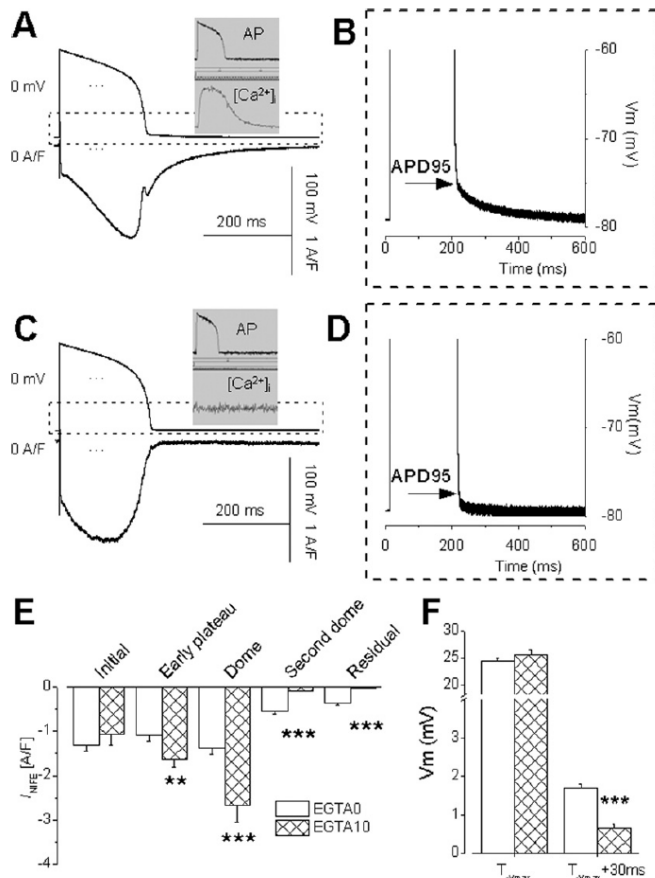 A
AP
[Ca²⁺]i
0 mV
...
0 A/F
...
200 ms
100 mV
1 A/F
B
APD95
-60
-70
-80
Vm (mV)
0
200
400
600
Time (ms)
C
AP
[Ca²⁺]i
0 mV
...
0 A/F
...
200 ms
100 mV
1 A/F
D
APD95
-60
-70
-80
Vm(mV)
0
200
400
600
Time (ms)
E
Initial
Early plateau
Dome
Second dome
Residual
0
-1
-2
-3
-4
I NIFE [A/F]
**
***
***
***
EGTA0
EGTA10
F
30
25
20
2
1
0
Vm (mV)
***
+30ms